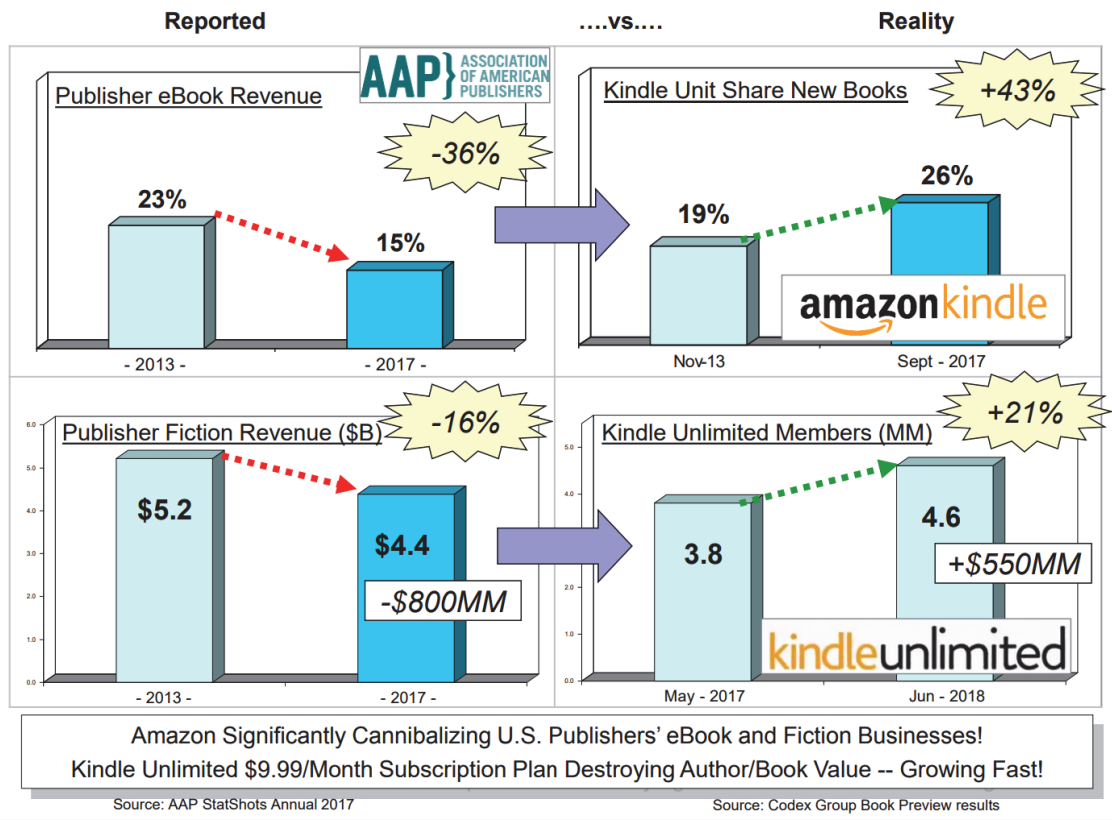 Reported
....vs....
Reality
Publisher eBook Revenue
AAP} ASSOCIATION
OF AMERICAN
PUBLISHERS
-36%
23%
15%
- 2013 -
- 2017 -
Kindle Unit Share New Books
+43%
19%
26%
amazonkindle
Nov-13
Sept - 2017
Publisher Fiction Revenue ($B)
-16%
6.0
5.0
4.0
3.0
2.0
1.0
0.0
$5.2
$4.4
-$800MM
- 2013 -
- 2017 -
Kindle Unlimited Members (MM)
+21%
5.0
4.0
2.0
1.0
0.0
3.8
4.6
+$550MM
kindleunlimited
May - 2017
Jun - 2018
Amazon Significantly Cannibalizing U.S. Publishers' eBook and Fiction Businesses!
Kindle Unlimited $9.99/Month Subscription Plan Destroying Author/Book Value -- Growing Fast!
Source: AAP StatShots Annual 2017
Source: Codex Group Book Preview results